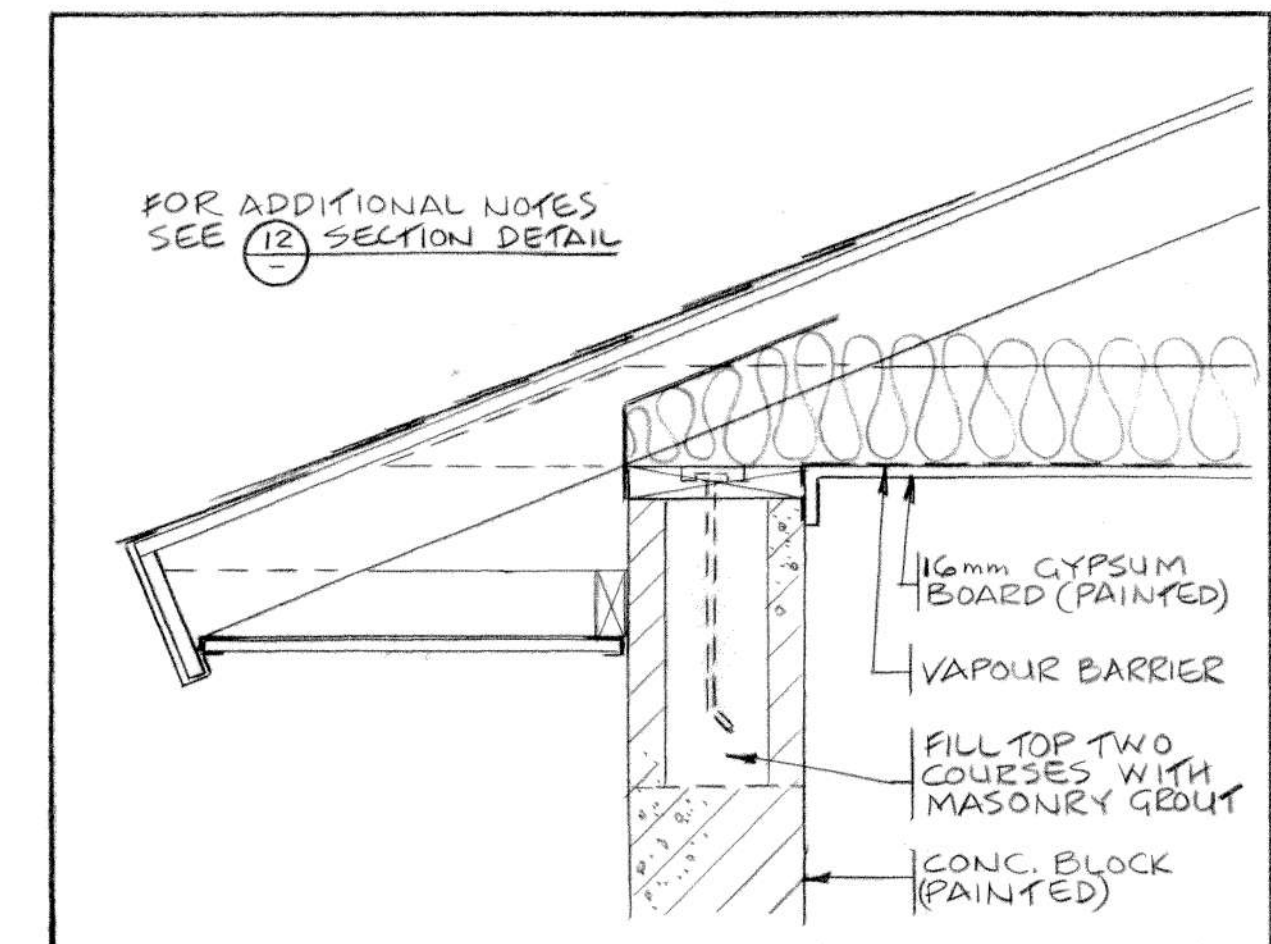 FOR ADDITIONAL NOTES
SEE 12 SECTION DETAIL
-
16mm GYPSUM
BOARD (PAINTED)
VAPOUR BARRIER
FILL TOP TWO
COURSES WITH
MASONRY GROUT
CONC. BLOCK
(PAINTED)